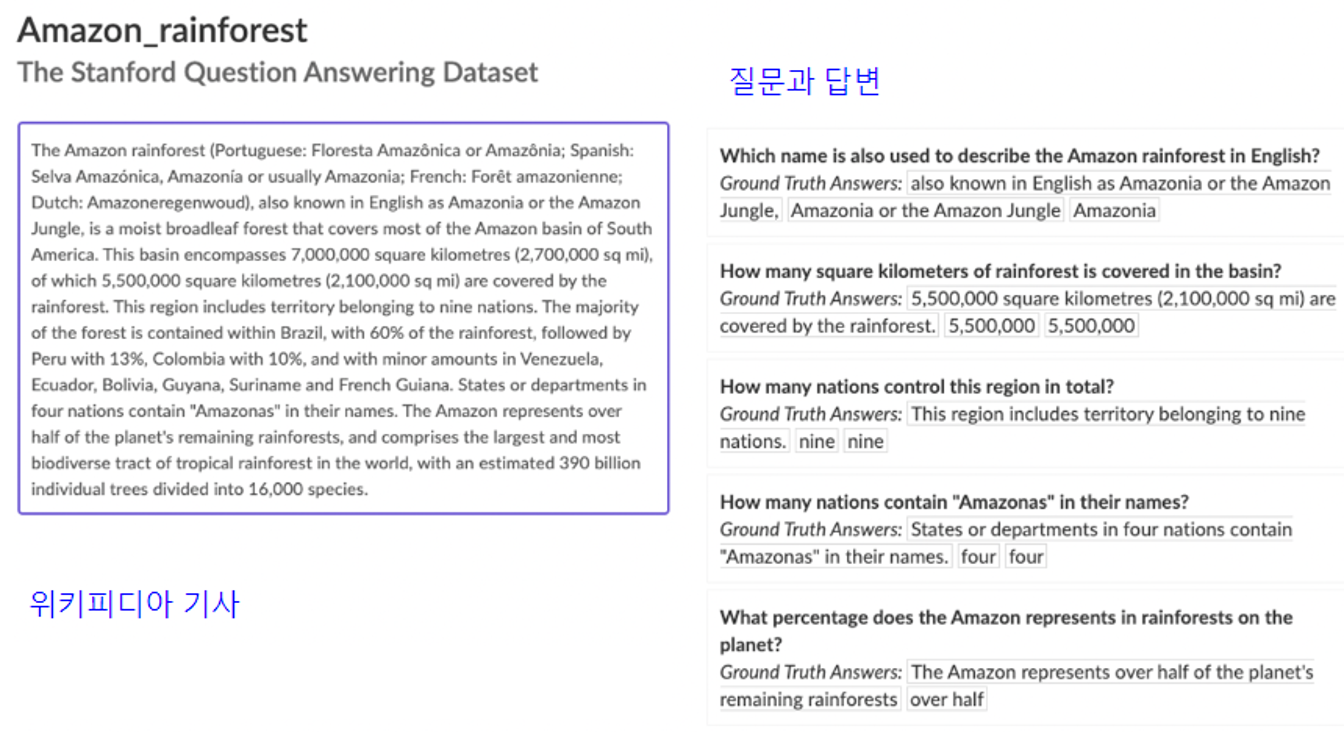 Amazon_rainforest
The Stanford Question Answering Dataset
The Amazon rainforest (Portuguese: Floresta Amazônica or Amazônia; Spanish:
Selva Amazónica, Amazonía or usually Amazonia; French: Forêt amazonienne;
Dutch: Amazoneregenwoud), also known in English as Amazonia or the Amazon
Jungle, is a moist broadleaf forest that covers most of the Amazon basin of South
America. This basin encompasses 7,000,000 square kilometres (2,700,000 sq mi),
of which 5,500,000 square kilometres (2,100,000 sq mi) are covered by the
rainforest. This region includes territory belonging to nine nations. The majority
of the forest is contained within Brazil, with 60% of the rainforest, followed by
Peru with 13%, Colombia with 10%, and with minor amounts in Venezuela,
Ecuador, Bolivia, Guyana, Suriname and French Guiana. States or departments in
four nations contain "Amazonas" in their names. The Amazon represents over
half of the planet's remaining rainforests, and comprises the largest and most
biodiverse tract of tropical rainforest in the world, with an estimated 390 billion
individual trees divided into 16,000 species.
위키피디아 기사
질문과 답변
Which name is also used to describe the Amazon rainforest in English?
Ground Truth Answers: also known in English as Amazonia or the Amazon
Jungle, Amazonia or the Amazon Jungle Amazonia
How many square kilometers of rainforest is covered in the basin?
Ground Truth Answers: 5,500,000 square kilometres (2,100,000 sq mi) are
covered by the rainforest. 5,500,000 5,500,000
How many nations control this region in total?
Ground Truth Answers: This region includes territory belonging to nine
nations. nine nine
How many nations contain "Amazonas" in their names?
Ground Truth Answers: States or departments in four nations contain
"Amazonas" in their names. four four
What percentage does the Amazon represents in rainforests on the
planet?
Ground Truth Answers: The Amazon represents over half of the planet's
remaining rainforests over half